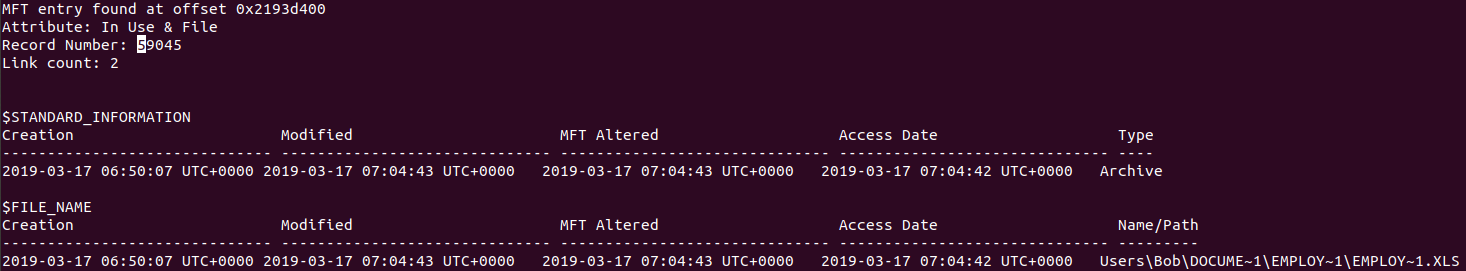 MFT entry found at offset 0x2193d400
Attribute: In Use & File
Record Number: 59045
Link count: 2
$STANDARD_INFORMATION
Creation                       Modified                       MFT Altered                    Access Date                    Type
------------------------------ ------------------------------ ------------------------------ ------------------------------ ----
2019-03-17 06:50:07 UTC+0000 2019-03-17 07:04:43 UTC+0000   2019-03-17 07:04:43 UTC+0000   2019-03-17 07:04:42 UTC+0000   Archive
$FILE_NAME
Creation                       Modified                       MFT Altered                    Access Date                    Name/Path
------------------------------ ------------------------------ ------------------------------ ------------------------------ ---------
2019-03-17 06:50:07 UTC+0000 2019-03-17 07:04:43 UTC+0000   2019-03-17 07:04:43 UTC+0000   2019-03-17 07:04:42 UTC+0000   Users\Bob\DOCUME~1\EMPLOY~1\EMPLOY~1.XLS